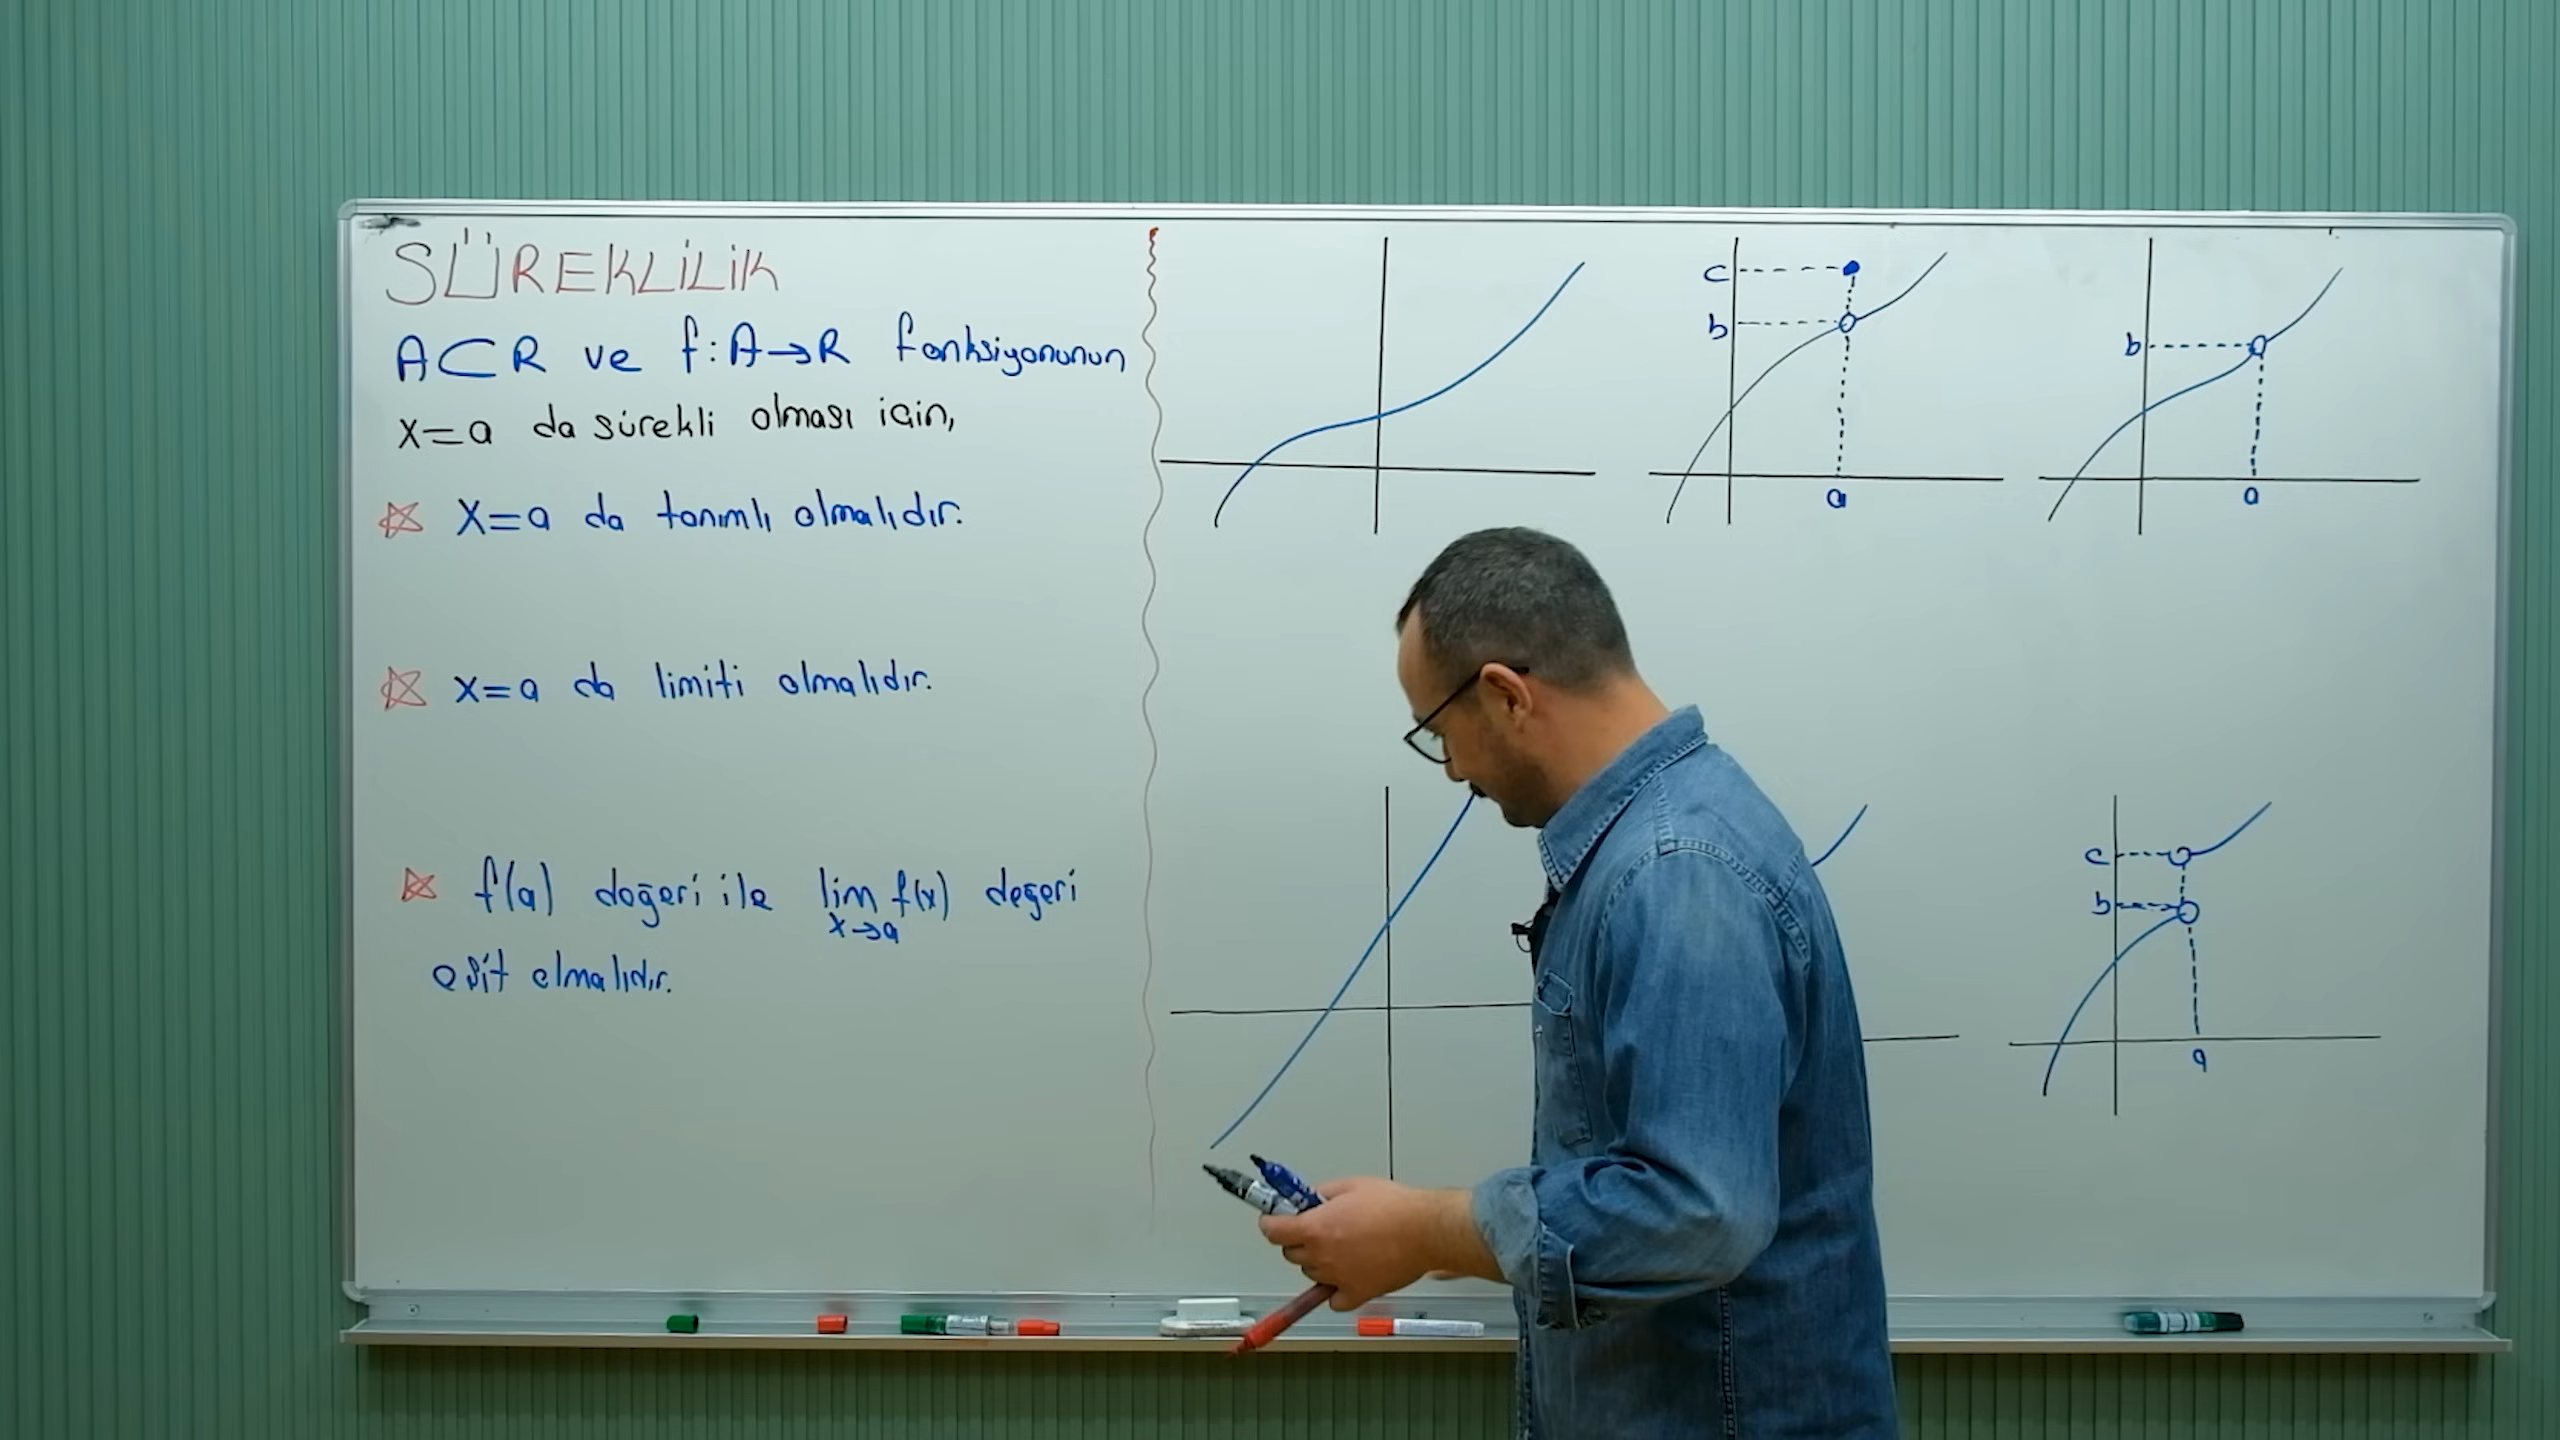 SÜREKLİLİK
A⊂R ve f:A→R fonksiyonunun
x=a da sürekli olması için,
x=a da tanımlı olmalıdır.
x=a da limiti olmalıdır.
f(a) değeri ile lim f(x) değeri
x→a
eşit olmalıdır.
c
b
a
b
a
c
b
a